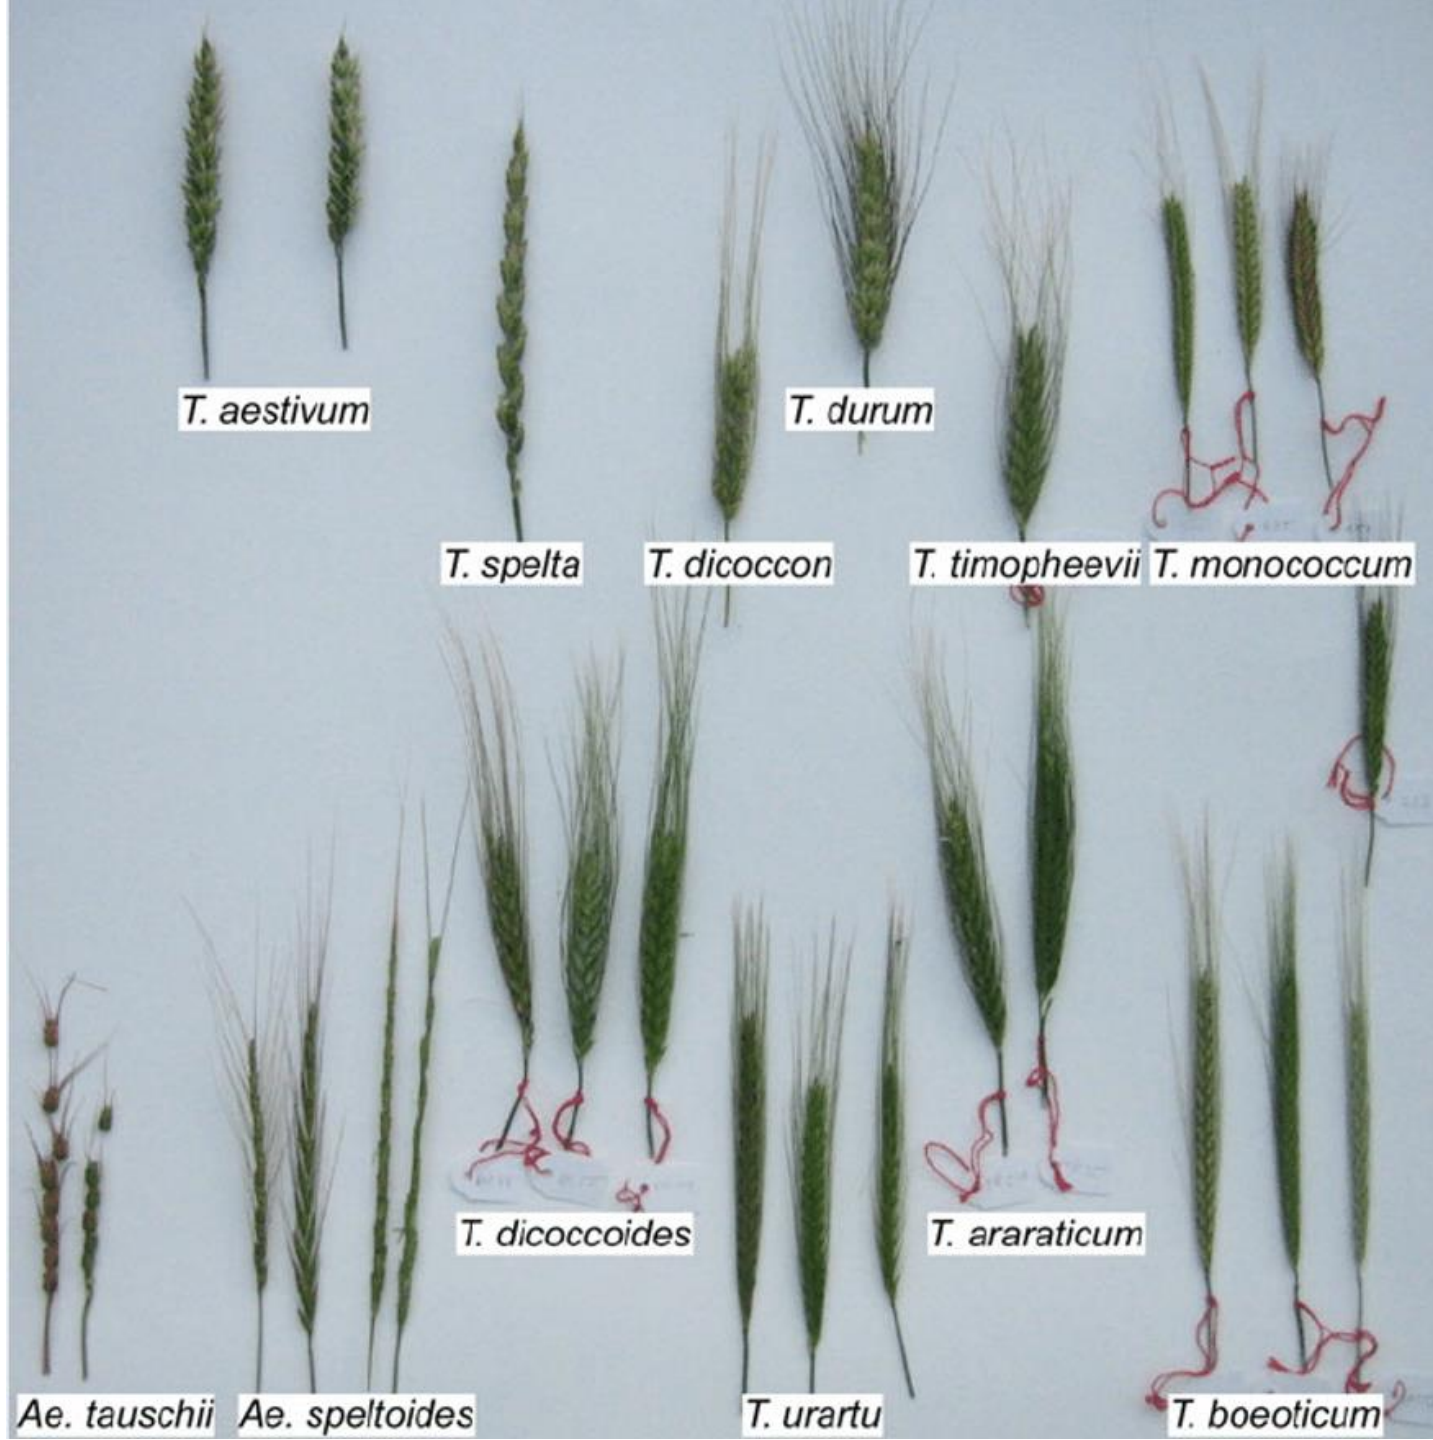 T. aestivum
T. durum
T. spelta
T. dicoccon
T. timopheevii
T. monococcum
T. dicoccoides
T. araraticum
Ae. tauschii
Ae. speltoides
T. urartu
T. boeoticum